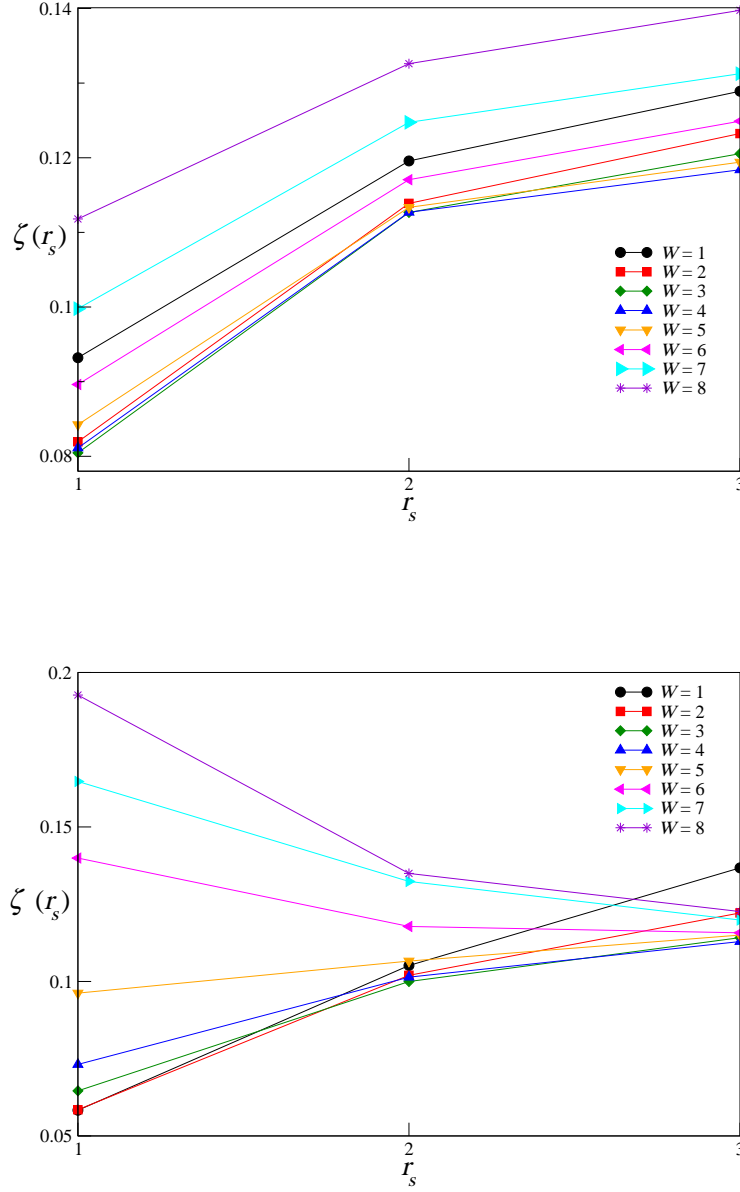 0.14
0.12
ζ (r_s)
0.1
0.08
1 2 3
r_s
W = 1
W = 2
W = 3
W = 4
W = 5
W = 6
W = 7
W = 8
0.2
0.15
ζ (r_s)
0.1
0.05
1 2 3
r_s
W = 1
W = 2
W = 3
W = 4
W = 5
W = 6
W = 7
W = 8